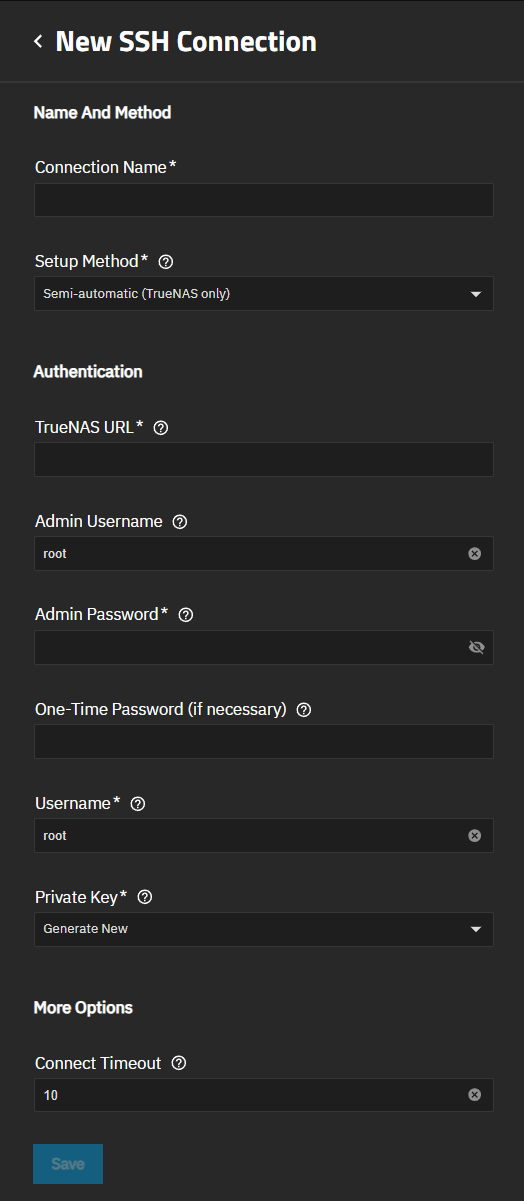 New SSH Connection
Name And Method
Connection Name*
Setup Method*
Semi-automatic (TrueNAS only)
Authentication
TrueNAS URL*
Admin Username
root
Admin Password*
One-Time Password (if necessary)
Username*
root
Private Key*
Generate New
More Options
Connect Timeout
10
Save